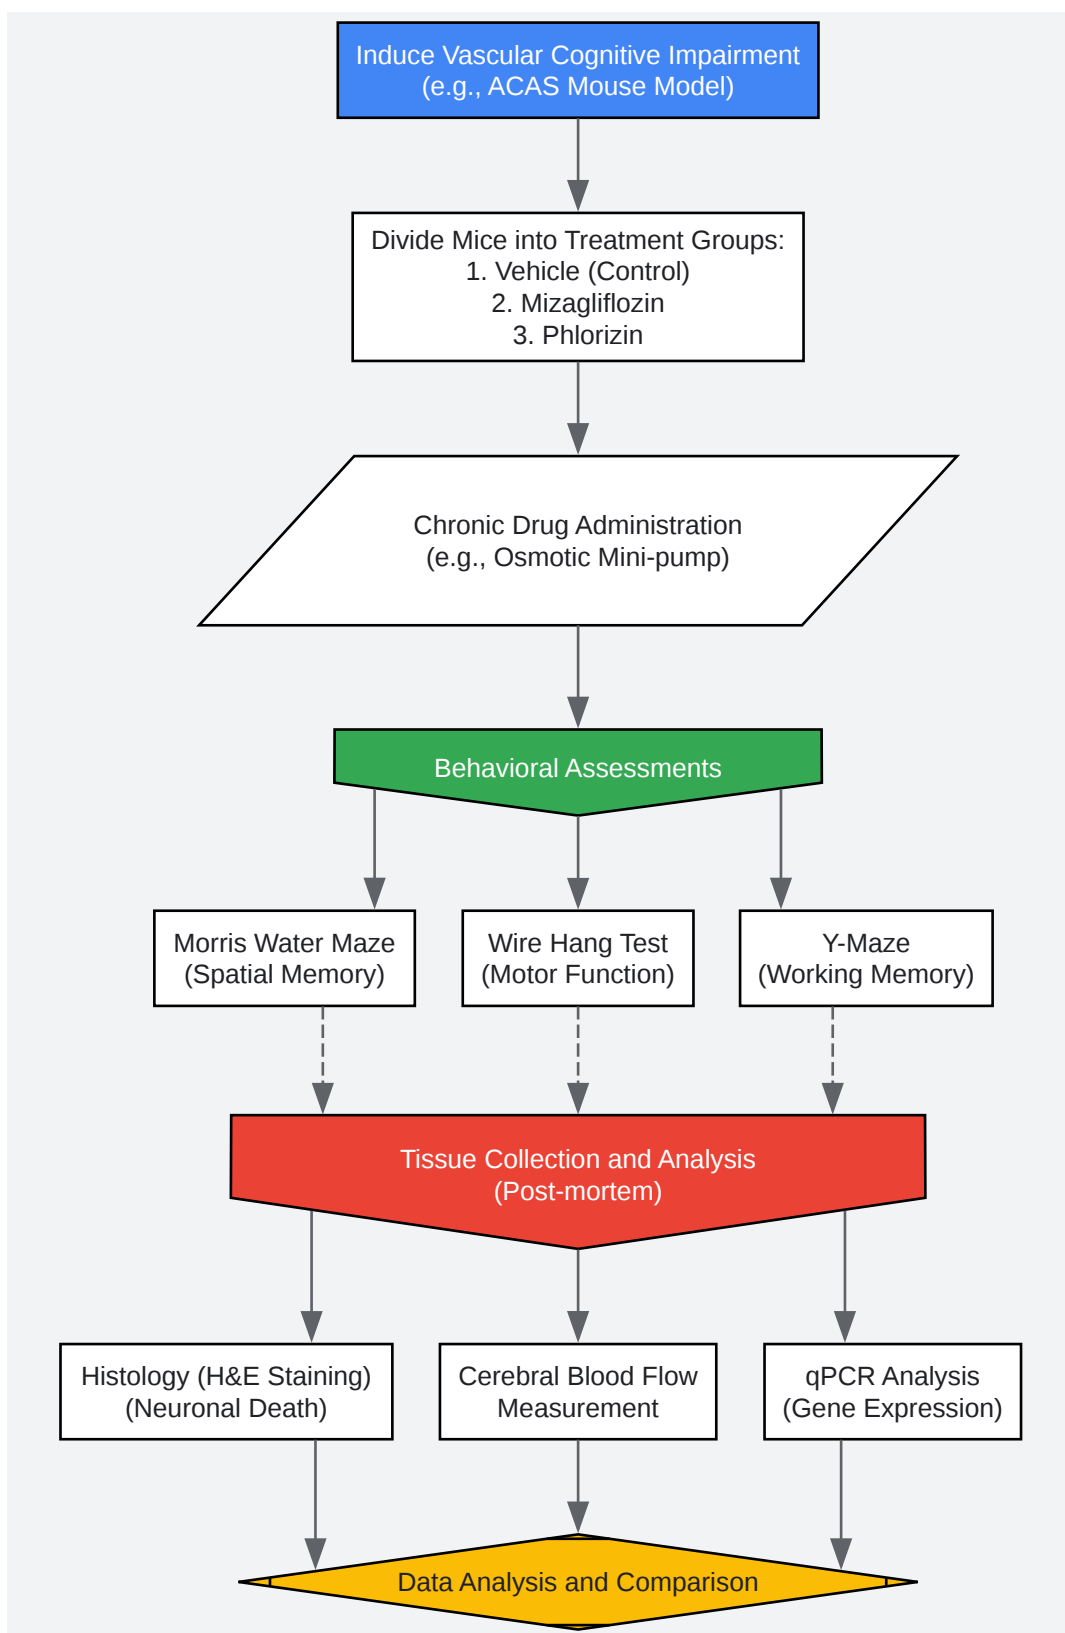 Induce Vascular Cognitive Impairment
(e.g., ACAS Mouse Model)
Divide Mice into Treatment Groups:
1. Vehicle (Control)
2. Mizagliflozin
3. Phlorizin
Chronic Drug Administration
(e.g., Osmotic Mini-pump)
Behavioral Assessments
Morris Water Maze
(Spatial Memory)
Wire Hang Test
(Motor Function)
Y-Maze
(Working Memory)
Tissue Collection and Analysis
(Post-mortem)
Histology (H&E Staining)
(Neuronal Death)
Cerebral Blood Flow
Measurement
qPCR Analysis
(Gene Expression)
Data Analysis and Comparison